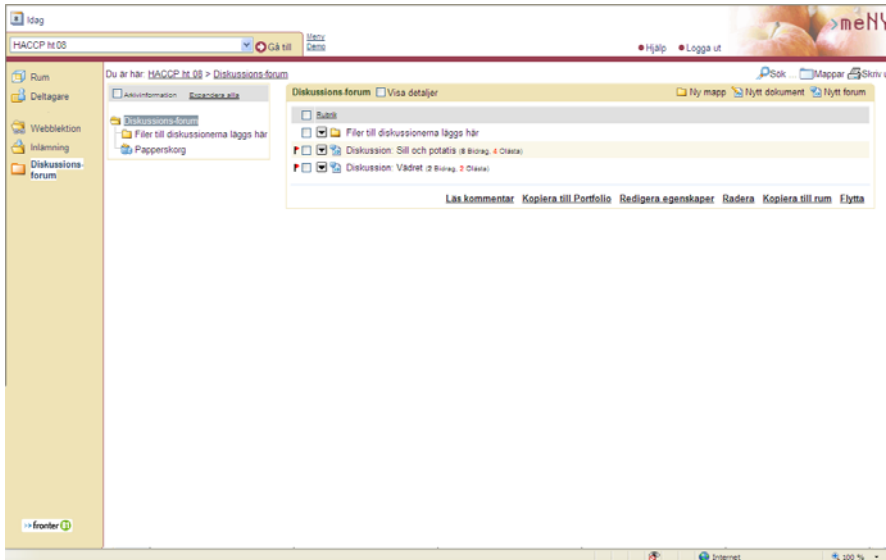 Idag
>meNY
HACCP ht 08
Gå till
Meny
Demo
Hjälp
Logga ut
Rum
Deltagare
Webblektion
Inlämning
Diskussions-
forum
Du är här: HACCP ht 08 > Diskussions-forum
Sök ... Mappar Skriv u
Arkivinformation Expandera alla
Diskussions-forum
Filer till diskussionerna läggs här
Papperskorg
Diskussions-forum Visa detaljer Ny mapp Nytt dokument Nytt forum
Rubrik
Filer till diskussionerna läggs här
Diskussion: Sill och potatis (8 Bidrag, 4 Olästa)
Diskussion: Vädret (2 Bidrag, 2 Olästa)
Läs kommentar Kopiera till Portfolio Redigera egenskaper Radera Kopiera till rum Flytta
>>fronter
Internet 100 %